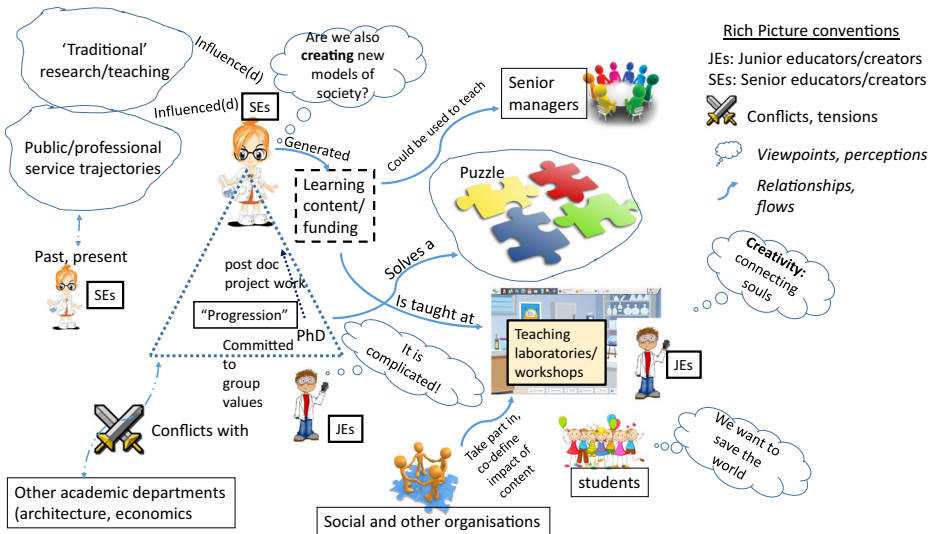 'Traditional'
research/teaching
Influence(d)
Influenced(d)
Public/professional
service trajectories
Past, present
SEs
SEs
Are we also
creating new
models of
society?
Generated
Learning
content/
funding
Could be used to teach
Senior
managers
Puzzle
Solves a
Is taught at
post doc
project work
"Progression"
PhD
Committed
to
group
values
JEs
It is
complicated!
Conflicts with
Other academic departments
(architecture, economics
Social and other organisations
Take part in,
co-define
impact of
content
Teaching
laboratories/
workshops
JEs
students
Creativity:
connecting
souls
We want to
save the
world
Rich Picture conventions
JEs: Junior educators/creators
SEs: Senior educators/creators
Conflicts, tensions
Viewpoints, perceptions
Relationships,
flows